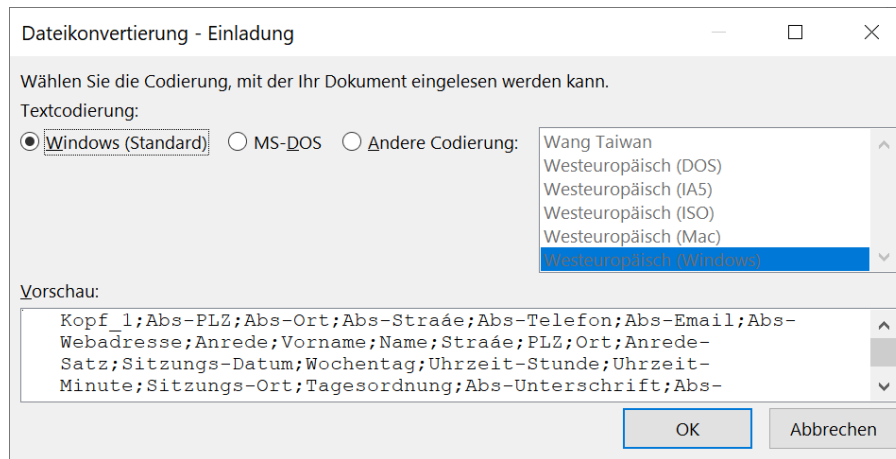 Dateikonvertierung - Einladung
Wählen Sie die Codierung, mit der Ihr Dokument eingelesen werden kann.
Textcodierung:
Windows (Standard) MS-DOS Andere Codierung:
Wang Taiwan
Westeuropäisch (DOS)
Westeuropäisch (IA5)
Westeuropäisch (ISO)
Westeuropäisch (Mac)
Westeuropäisch (Windows)
Vorschau:
Kopf_1;Abs-PLZ;Abs-Ort;Abs-Straáe;Abs-Telefon;Abs-Email;Abs-
Webadresse;Anrede;Vorname;Name;Straáe;PLZ;Ort;Anrede-
Satz;Sitzungs-Datum;Wochentag;Uhrzeit-Stunde;Uhrzeit-
Minute;Sitzungs-Ort;Tagesordnung;Abs-Unterschrift;Abs-
OK Abbrechen